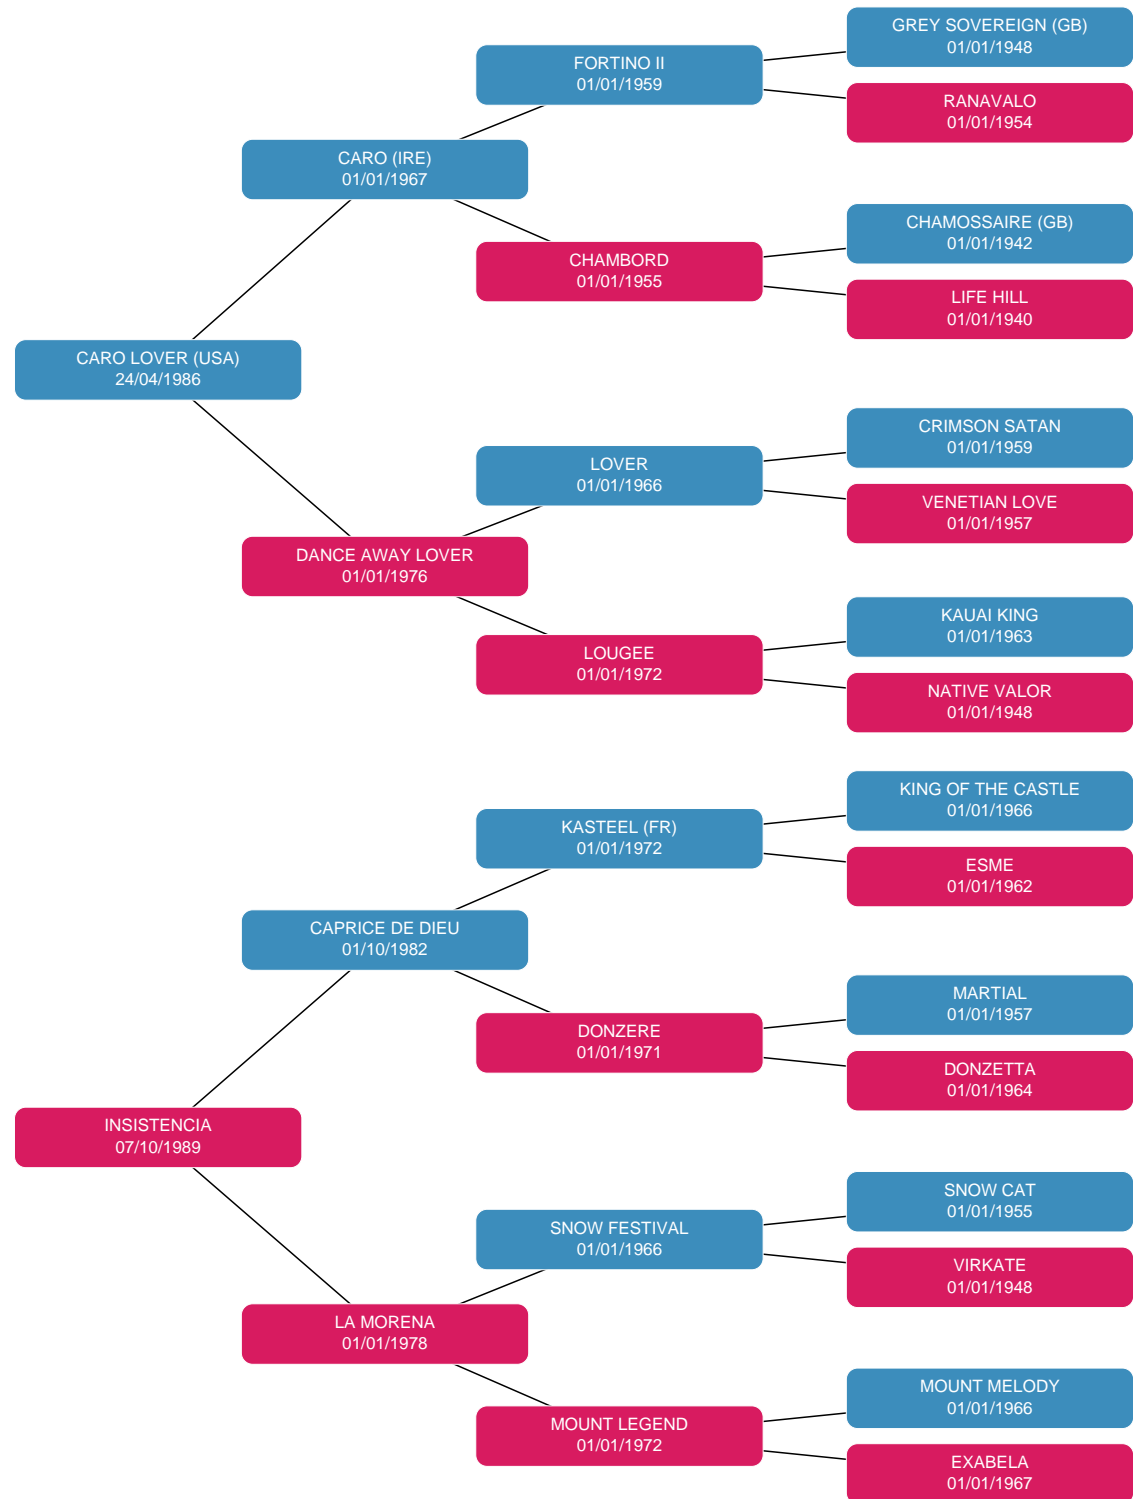 GREY SOVEREIGN (GB)
01/01/1948
FORTINO II
01/01/1959
RANAVALO
01/01/1954
CARO (IRE)
01/01/1967
CHAMOSSAIRE (GB)
01/01/1942
CHAMBORD
01/01/1955
LIFE HILL
01/01/1940
CARO LOVER (USA)
24/04/1986
CRIMSON SATAN
01/01/1959
LOVER
01/01/1966
VENETIAN LOVE
01/01/1957
DANCE AWAY LOVER
01/01/1976
KAUAI KING
01/01/1963
LOUGEE
01/01/1972
NATIVE VALOR
01/01/1948
KING OF THE CASTLE
01/01/1966
KASTEEL (FR)
01/01/1972
ESME
01/01/1962
CAPRICE DE DIEU
01/10/1982
MARTIAL
01/01/1957
DONZERE
01/01/1971
DONZETTA
01/01/1964
INSISTENCIA
07/10/1989
SNOW CAT
01/01/1955
SNOW FESTIVAL
01/01/1966
VIRKATE
01/01/1948
LA MORENA
01/01/1978
MOUNT MELODY
01/01/1966
MOUNT LEGEND
01/01/1972
EXABELA
01/01/1967